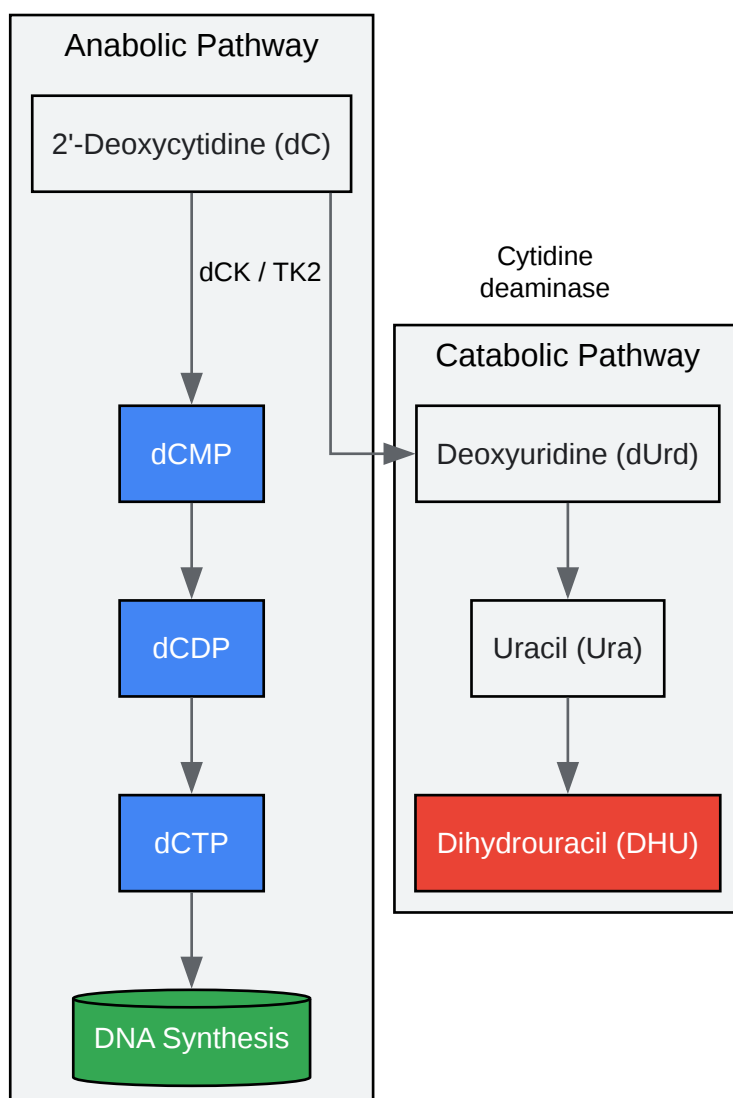 Anabolic Pathway
2'-Deoxycytidine (dC)
dCK / TK2
dCMP
dCDP
dCTP
DNA Synthesis
Cytidine
deaminase
Catabolic Pathway
Deoxyuridine (dUrd)
Uracil (Ura)
Dihydrouracil (DHU)